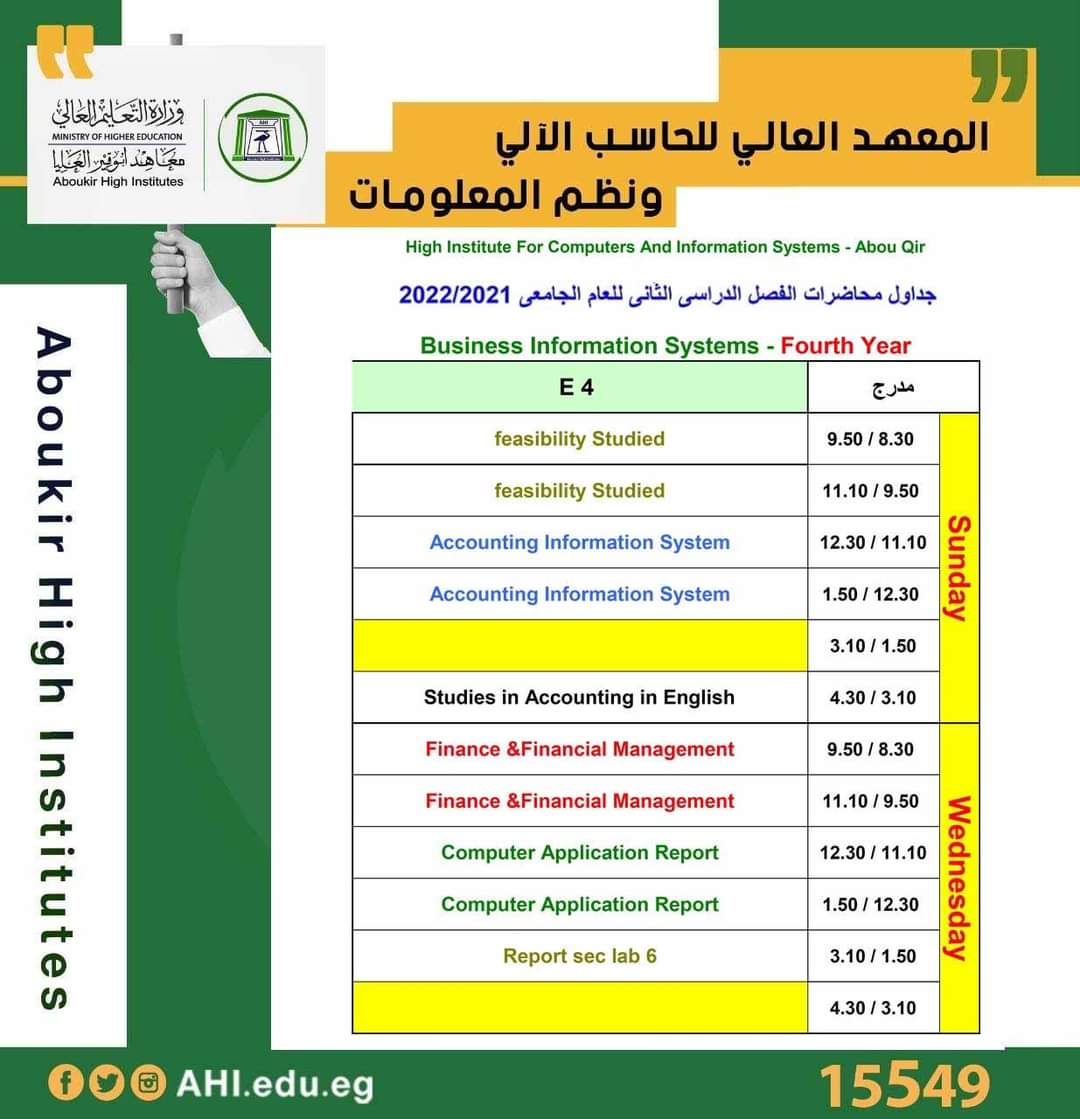 وزارة التعليم العالي
MINISTRY OF HIGHER EDUCATION
معاهد أبوقير العليا
Aboukir High Institutes
AHI
المعهد العالي للحاسب الآلي
ونظم المعلومات
High Institute For Computers And Information Systems - Abou Qir
جداول محاضرات الفصل الدراسى الثانى للعام الجامعى 2022/2021
Business Information Systems - Fourth Year
E 4 مدرج
Sunday
feasibility Studied 9.50 / 8.30
feasibility Studied 11.10 / 9.50
Accounting Information System 12.30 / 11.10
Accounting Information System 1.50 / 12.30
3.10 / 1.50
Studies in Accounting in English 4.30 / 3.10
Wednesday
Finance &Financial Management 9.50 / 8.30
Finance &Financial Management 11.10 / 9.50
Computer Application Report 12.30 / 11.10
Computer Application Report 1.50 / 12.30
Report sec lab 6 3.10 / 1.50
4.30 / 3.10
Aboukir High Institutes
AHI.edu.eg
15549